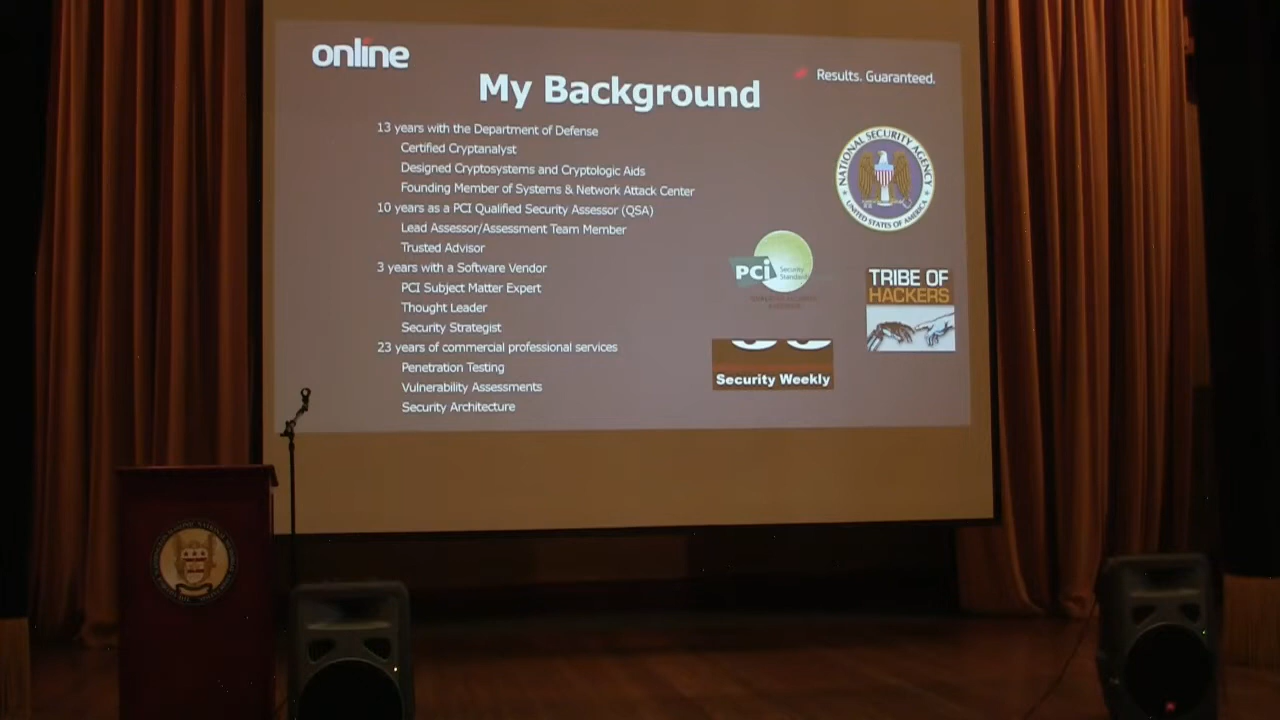 online
Results. Guaranteed.
My Background
13 years with the Department of Defense
Certified Cryptanalyst
Designed Cryptosystems and Cryptologic Aids
Founding Member of Systems & Network Attack Center
10 years as a PCI Qualified Security Assessor (QSA)
Lead Assessor/Assessment Team Member
Trusted Advisor
3 years with a Software Vendor
PCI Subject Matter Expert
Thought Leader
Security Strategist
23 years of commercial professional services
Penetration Testing
Vulnerability Assessments
Security Architecture
NATIONAL SECURITY AGENCY
UNITED STATES OF AMERICA
PCi
Security
Standards
TRIBE OF
HACKERS
Security Weekly